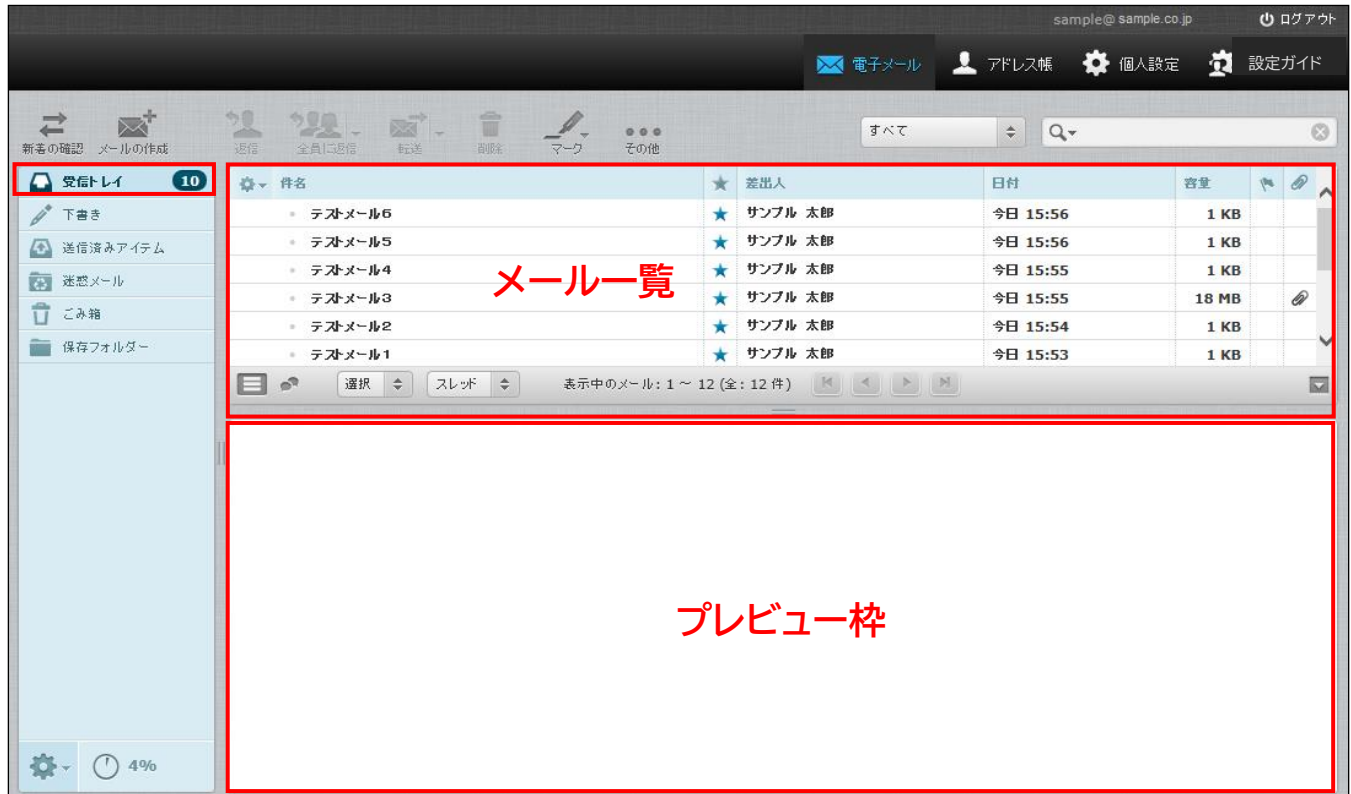 sample@ sample.co.jp ログアウト
電子メール アドレス帳 個人設定 設定ガイド
新着の確認 メールの作成 返信 全員に返信 転送 削除 マーク その他 すべて
受信トレイ 10
下書き
送信済みアイテム
迷惑メール
ごみ箱
保存フォルダー
件名 差出人 日付 容量
テストメール6 サンプル 太郎 今日 15:56 1 KB
テストメール5 サンプル 太郎 今日 15:56 1 KB
テストメール4 サンプル 太郎 今日 15:55 1 KB
テストメール3 サンプル 太郎 今日 15:55 18 MB
テストメール2 サンプル 太郎 今日 15:54 1 KB
テストメール1 サンプル 太郎 今日 15:53 1 KB
メール一覧
選択 スレッド 表示中のメール: 1 ~ 12 (全: 12 件)
プレビュー枠
4%